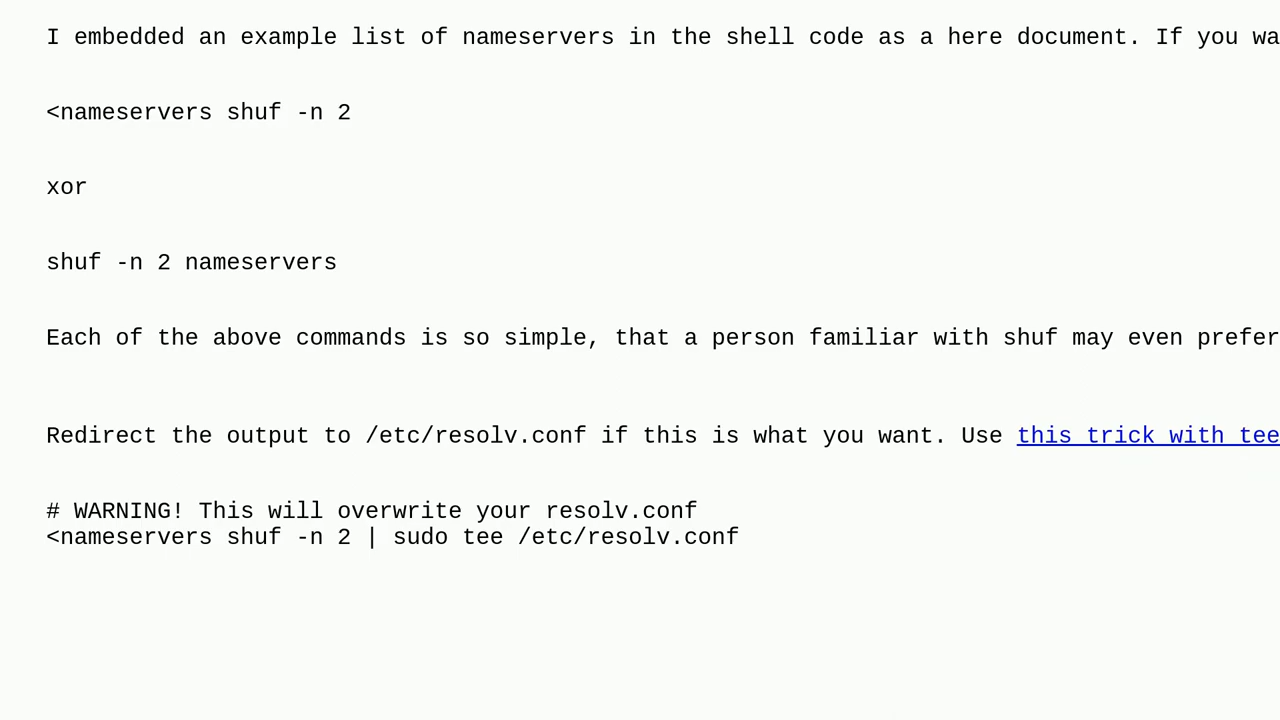 I embedded an example list of nameservers in the shell code as a here document. If you wa
<nameservers shuf -n 2
xor
shuf -n 2 nameservers
Each of the above commands is so simple, that a person familiar with shuf may even prefer
Redirect the output to /etc/resolv.conf if this is what you want. Use this trick with tee
# WARNING! This will overwrite your resolv.conf
<nameservers shuf -n 2 | sudo tee /etc/resolv.conf